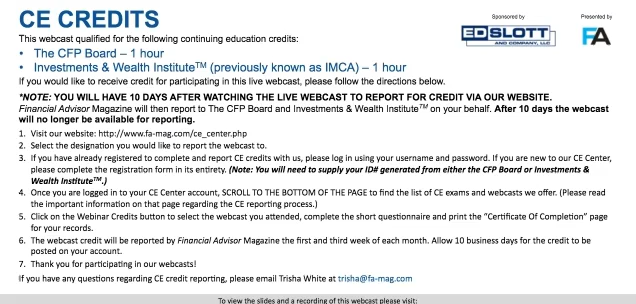 CE CREDITS
Sponsored by
Presented by
ED SLOTT
AND COMPANY, LLC
FA
This webcast qualified for the following continuing education credits:
• The CFP Board – 1 hour
• Investments & Wealth Institute™ (previously known as IMCA) – 1 hour
If you would like to receive credit for participating in this live webcast, please follow the directions below.
*NOTE: YOU WILL HAVE 10 DAYS AFTER WATCHING THE LIVE WEBCAST TO REPORT FOR CREDIT VIA OUR WEBSITE.
Financial Advisor Magazine will then report to The CFP Board and Investments & Wealth Institute™ on your behalf. After 10 days the webcast
will no longer be available for reporting.
1. Visit our website: http://www.fa-mag.com/ce_center.php
2. Select the designation you would like to report the webcast to.
3. If you have already registered to complete and report CE credits with us, please log in using your username and password. If you are new to our CE Center,
please complete the registration form in its entirety. (Note: You will need to supply your ID# generated from either the CFP Board or Investments &
Wealth Institute™.)
4. Once you are logged in to your CE Center account, SCROLL TO THE BOTTOM OF THE PAGE to find the list of CE exams and webcasts we offer. (Please read
the important information on that page regarding the CE reporting process.)
5. Click on the Webinar Credits button to select the webcast you attended, complete the short questionnaire and print the “Certificate Of Completion” page
for your records.
6. The webcast credit will be reported by Financial Advisor Magazine the first and third week of each month. Allow 10 business days for the credit to be
posted on your account.
7. Thank you for participating in our webcasts!
If you have any questions regarding CE credit reporting, please email Trisha White at trisha@fa-mag.com
To view the slides and a recording of this webcast please visit: